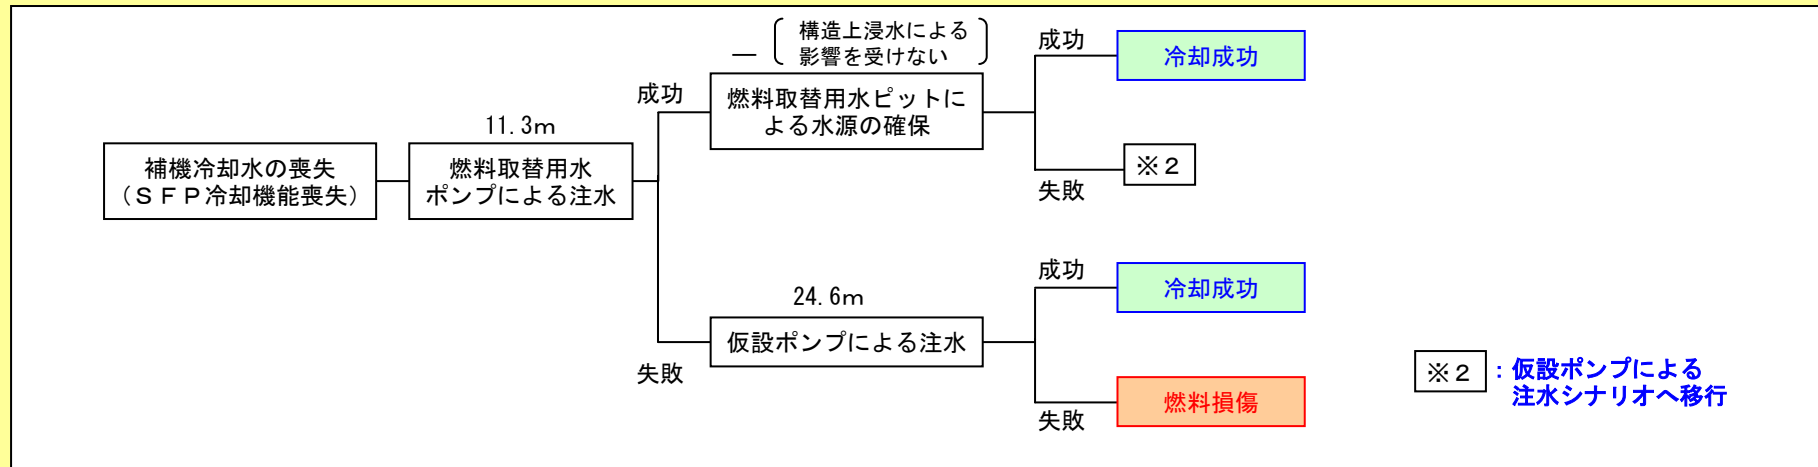 補機冷却水の喪失
（ＳＦＰ冷却機能喪失）
11.3ｍ
燃料取替用水
ポンプによる注水
成功
失敗
― 構造上浸水による
影響を受けない
燃料取替用水ピットに
よる水源の確保
成功
冷却成功
失敗
※２
24.6ｍ
仮設ポンプによる注水
成功
冷却成功
失敗
燃料損傷
※２ ：仮設ポンプによる
注水シナリオへ移行